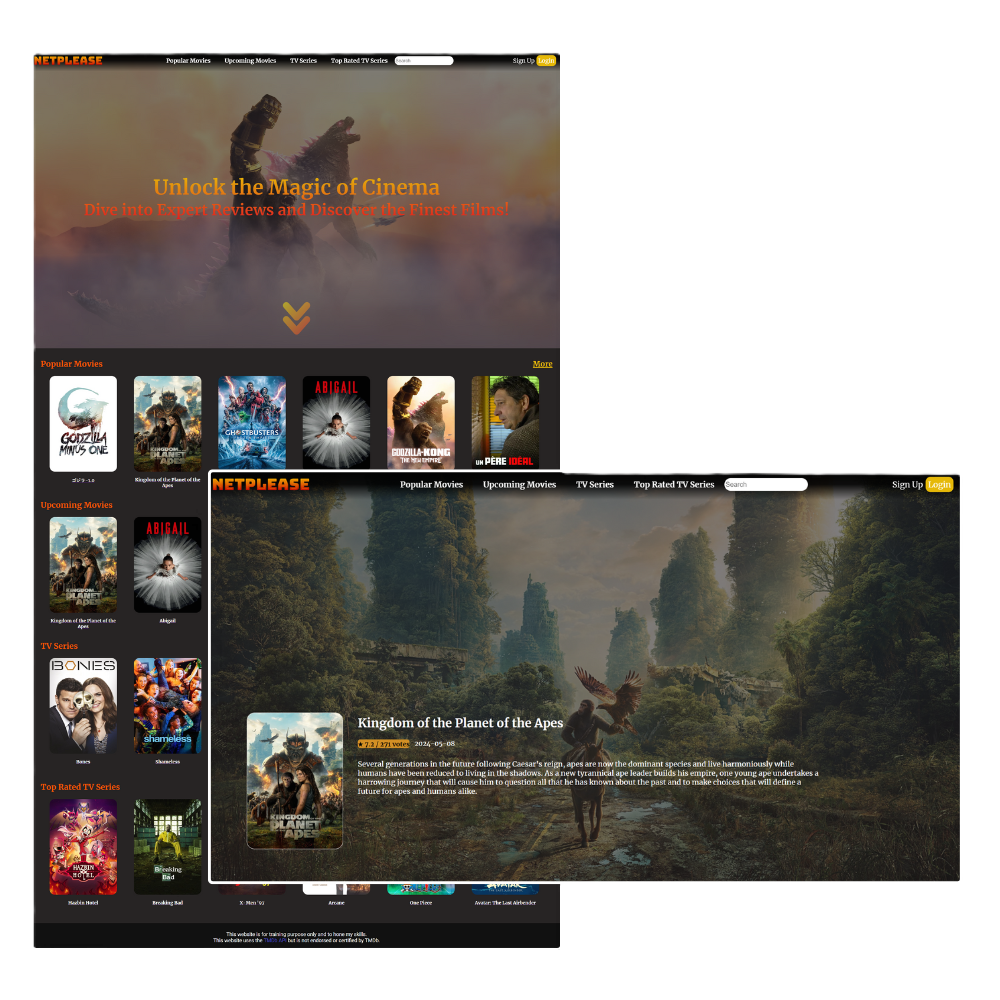 NETPLEASE
Popular Movies Upcoming Movies TV Series Top Rated TV Series Search Sign Up Login
Unlock the Magic of Cinema
Dive into Expert Reviews and Discover the Finest Films!
Popular Movies More
GODZILLA
MINUS ONE
KINGDOM
PLANET
APES
GHOSTBUSTERS
ABIGAIL
GODZILLA-KONG
THE NEW EMPIRE
UN PÈRE IDÉAL
ゴジラ-1.0
Kingdom of the Planet of the
Apes
Upcoming Movies
KINGDOM
PLANET
APES
ABIGAIL
Kingdom of the Planet of the
Apes
Abigail
TV Series
BONES
shameless
Bones
Shameless
Top Rated TV Series
HAZBIN
HOTEL
Breaking
Bad
Hazbin Hotel
Breaking Bad
X-Men '97
Arcane
One Piece
Avatar: The Last Airbender
This website is for training purpose only and to hone my skills.
This website uses the TMDb API but is not endorsed or certified by TMDb.
NETPLEASE
Popular Movies Upcoming Movies TV Series Top Rated TV Series Search Sign Up Login
KINGDOM
PLANET
APES
Kingdom of the Planet of the Apes
★ 7.2 / 271 votes 2024-05-08
Several generations in the future following Caesar's reign, apes are now the dominant species and live harmoniously while
humans have been reduced to living in the shadows. As a new tyrannical ape leader builds his empire, one young ape undertakes a
harrowing journey that will cause him to question all that he has known about the past and to make choices that will define a
future for apes and humans alike.